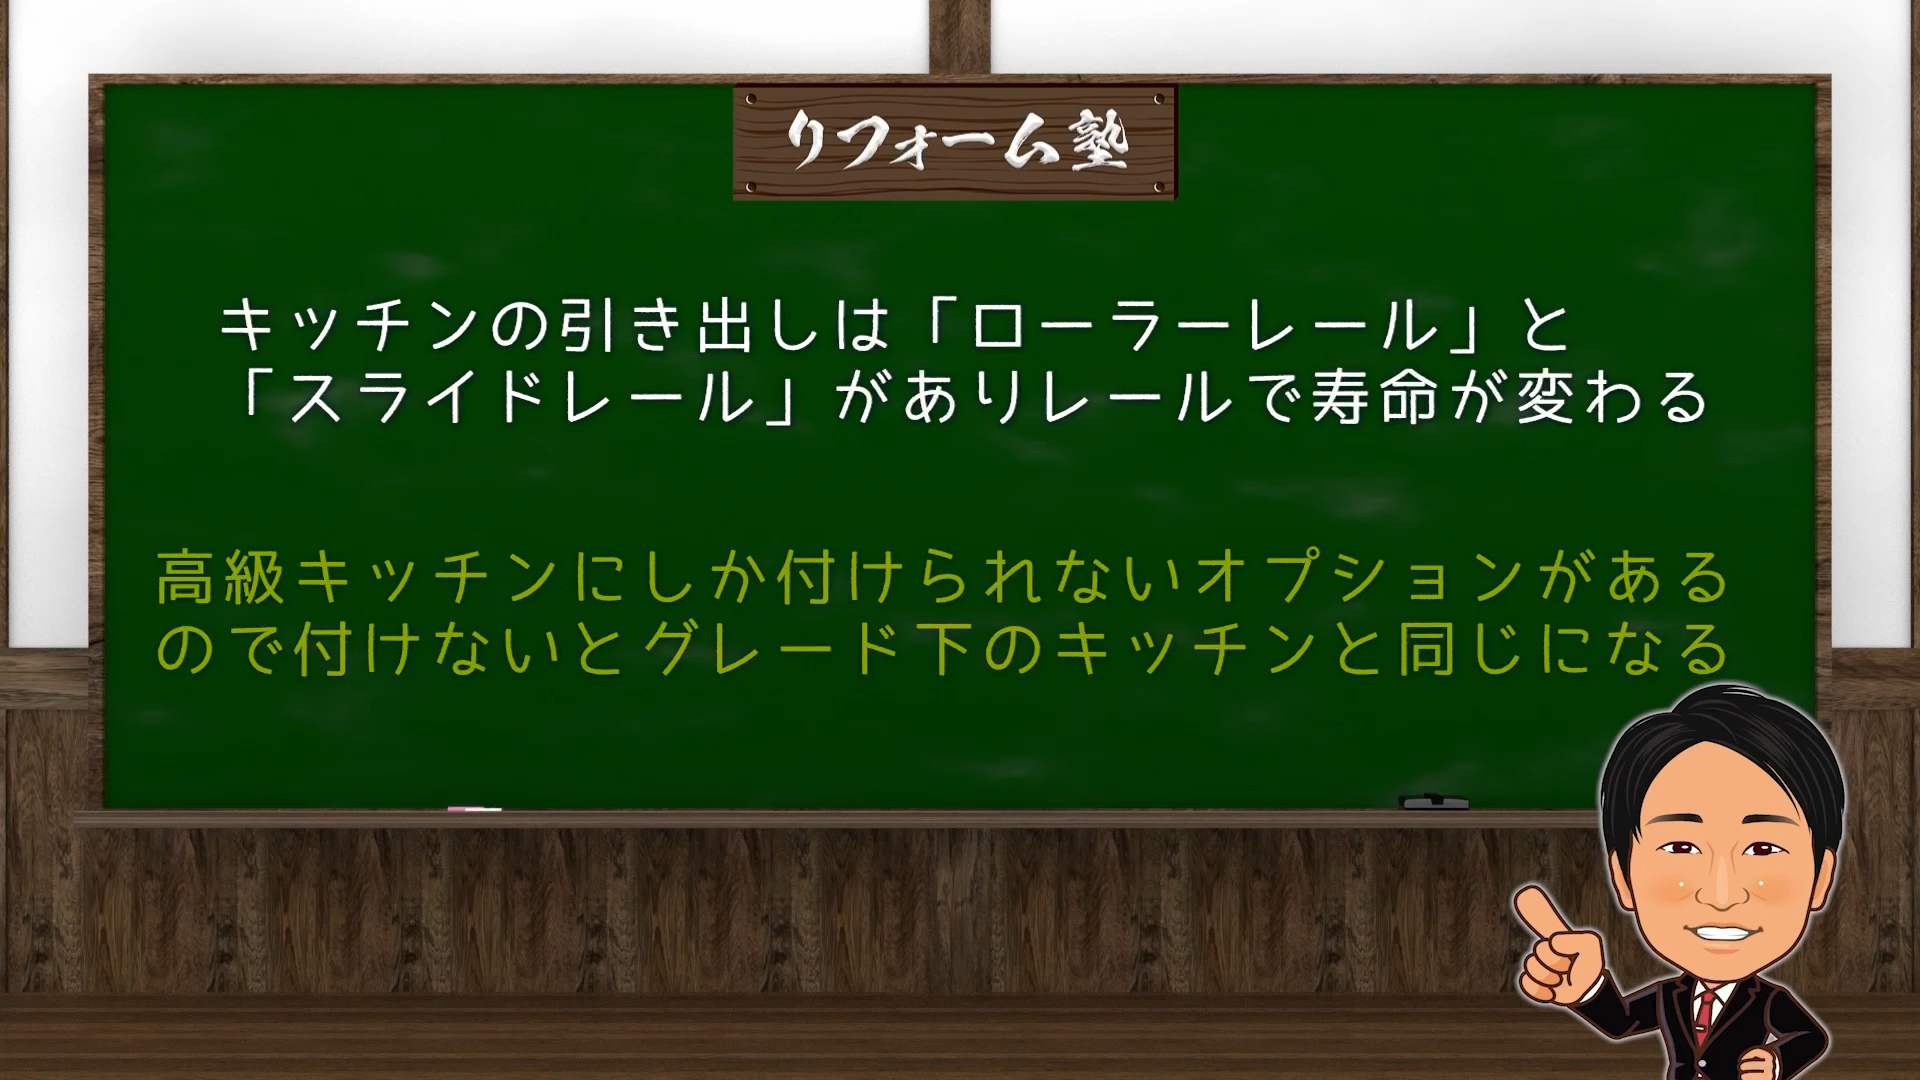 リフォーム塾
キッチンの引き出しは「ローラーレール」と
「スライドレール」がありレールで寿命が変わる
高級キッチンにしか付けられないオプションがある
ので付けないとグレード下のキッチンと同じになる